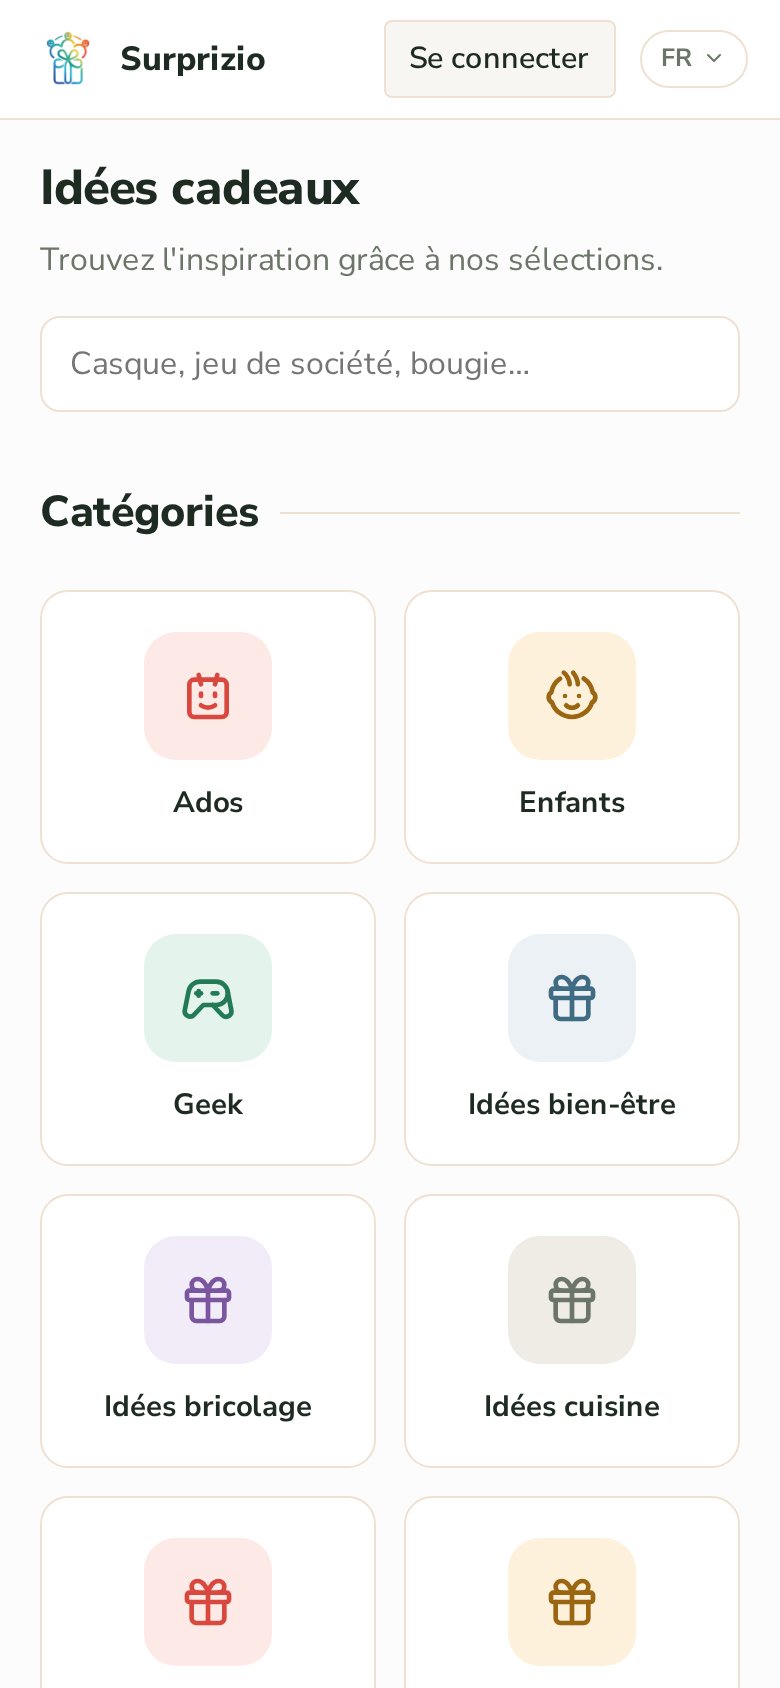 Surprizio
Se connecter
FR
Idées cadeaux
Trouvez l'inspiration grâce à nos sélections.
Casque, jeu de société, bougie...
Catégories
Ados
Enfants
Geek
Idées bien-être
Idées bricolage
Idées cuisine